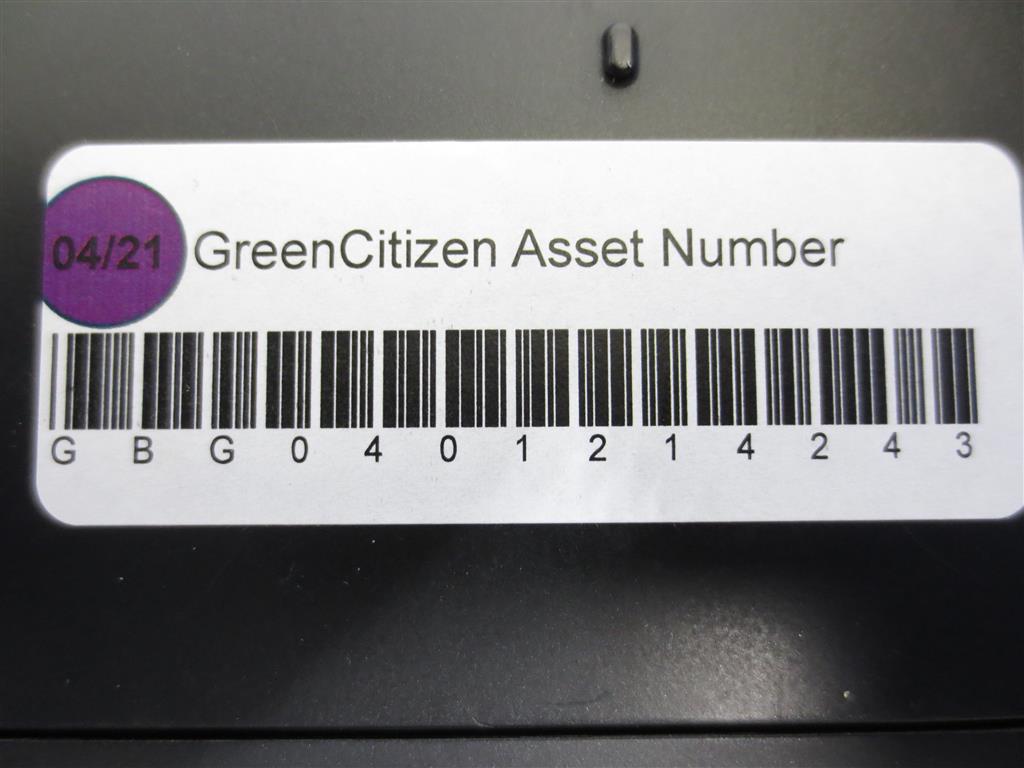 04/21 GreenCitizen Asset Number
G B G 0 4 0 1 2 1 4 2 4 3